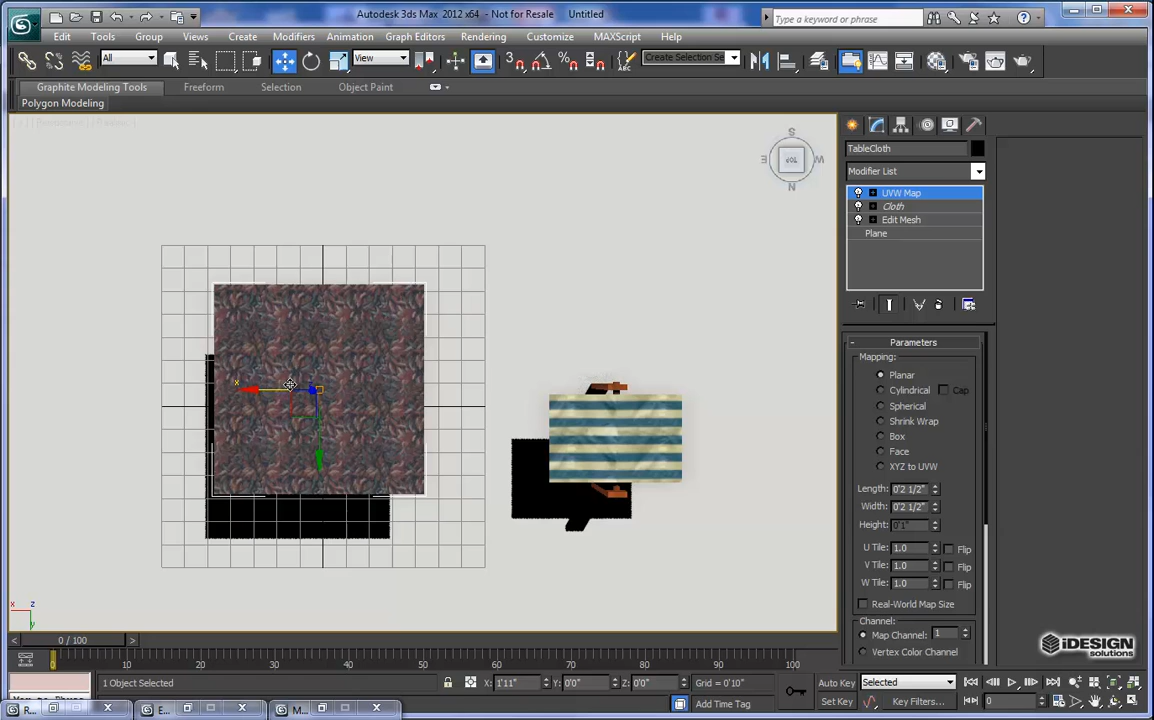 Autodesk 3ds Max 2012 x64 - Not for Resale Untitled
Type a keyword or phrase
Edit Tools Group Views Create Modifiers Animation Graph Editors Rendering Customize MAXScript Help
All View Create Selection Se
Graphite Modeling Tools Freeform Selection Object Paint
Polygon Modeling
S
E TOP W
N
TableCloth
Modifier List
UVW Map
Cloth
Edit Mesh
Plane
x
Parameters
Mapping:
Planar
Cylindrical Cap
Spherical
Shrink Wrap
Box
Face
XYZ to UVW
Length: 0'2 1/2"
Width: 0'2 1/2"
Height: 0'1"
U Tile: 1.0 Flip
V Tile: 1.0 Flip
W Tile: 1.0 Flip
Real-World Map Size
Channel:
Map Channel: 1
Vertex Color Channel
x z
y
iDESIGN
solutions
0 / 100
0 10 20 30 40 50 60 70 80 90 100
1 Object Selected X: 1'11" Y: 0'0" Z: 0'0" Grid = 0'10" Auto Key Selected
Add Time Tag Set Key Key Filters... 0
R... E... M...